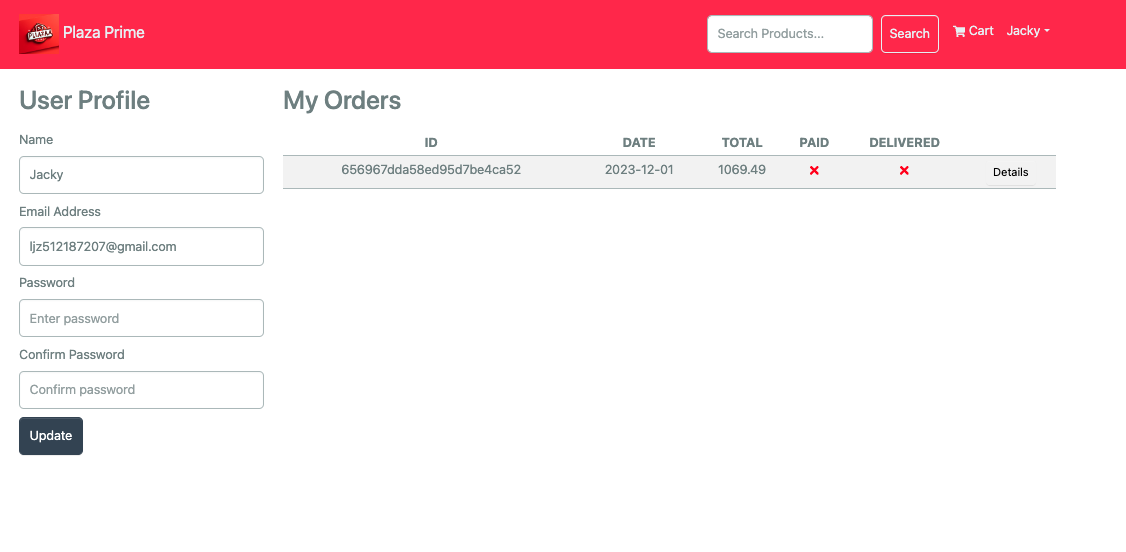 Plaza Prime
Search Products...
Search
Cart
Jacky
User Profile
Name
Jacky
Email Address
ljz512187207@gmail.com
Password
Enter password
Confirm Password
Confirm password
Update
My Orders
ID DATE TOTAL PAID DELIVERED
656967dda58ed95d7be4ca52 2023-12-01 1069.49 Details